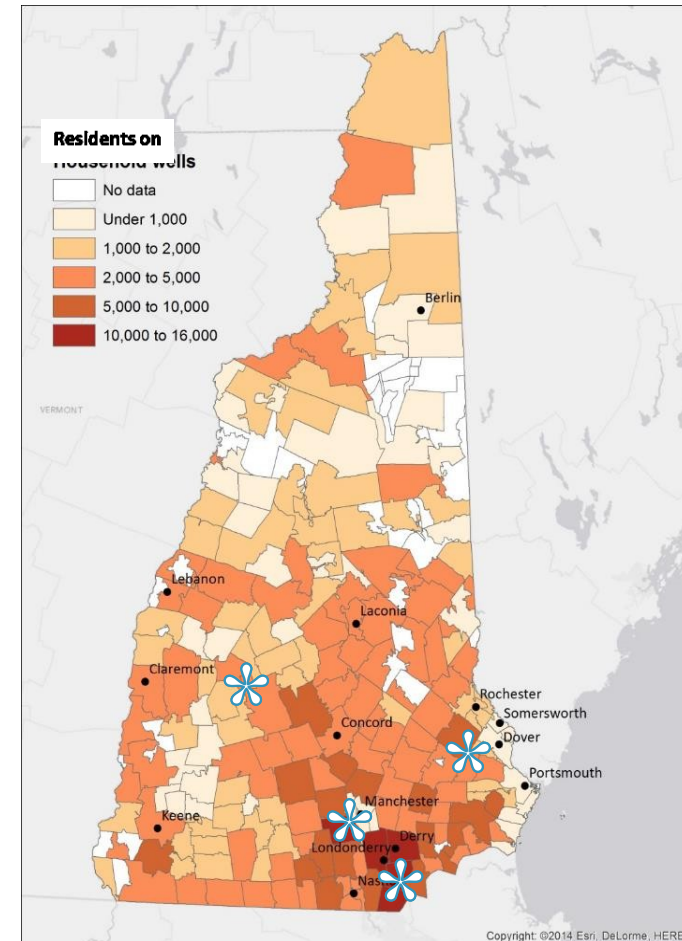 Residents on
Household wells
No data
Under 1,000
1,000 to 2,000
2,000 to 5,000
5,000 to 10,000
10,000 to 16,000
Berlin
VERMONT
Lebanon
Laconia
Claremont
Rochester
Somersworth
Concord
Dover
Portsmouth
Manchester
Keene
Derry
Londonderry
Copyright: ©2014 Esri, DeLorme, HERE